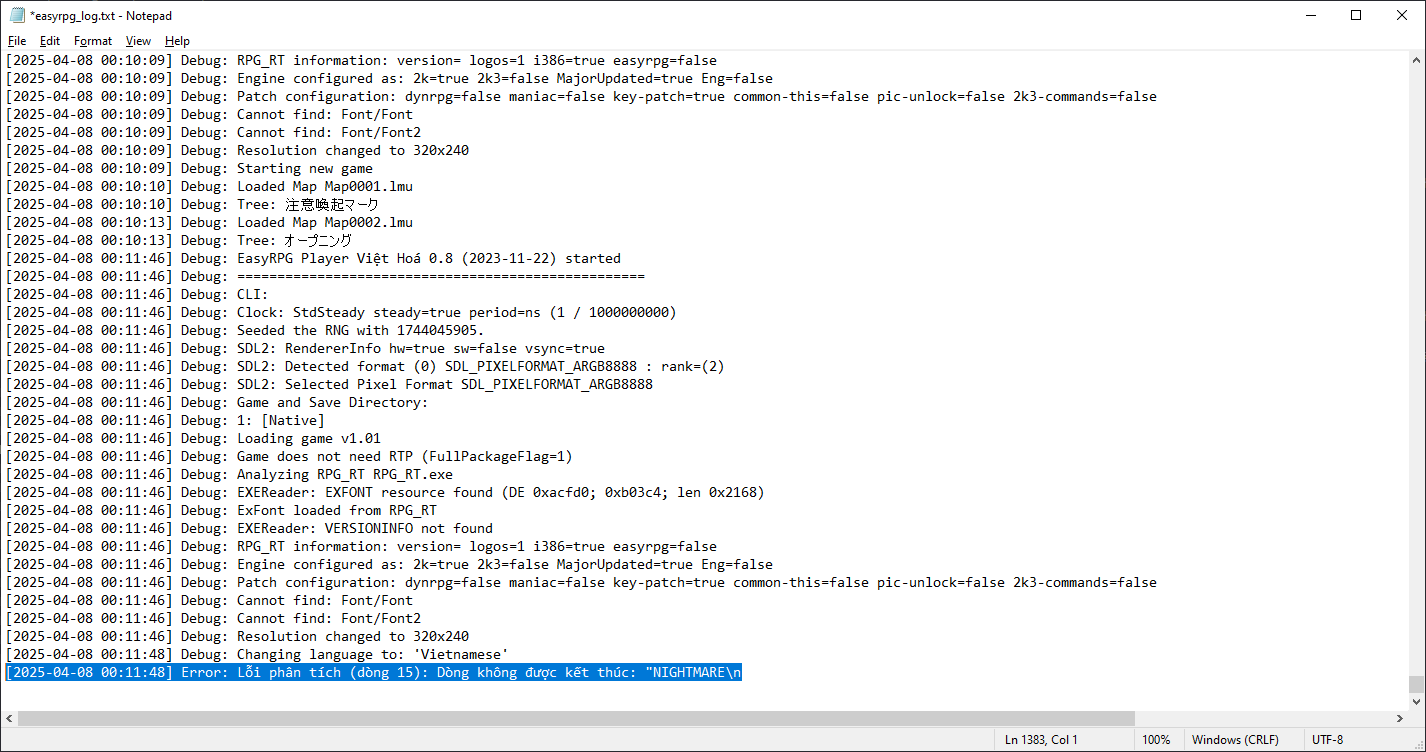 *easyrpg_log.txt - Notepad
File Edit Format View Help
[2025-04-08 00:10:09] Debug: RPG_RT information: version= logos=1 i386=true easyrpg=false
[2025-04-08 00:10:09] Debug: Engine configured as: 2k=true 2k3=false MajorUpdated=true Eng=false
[2025-04-08 00:10:09] Debug: Patch configuration: dynrpg=false maniac=false key-patch=true common-this=false pic-unlock=false 2k3-commands=false
[2025-04-08 00:10:09] Debug: Cannot find: Font/Font
[2025-04-08 00:10:09] Debug: Cannot find: Font/Font2
[2025-04-08 00:10:09] Debug: Resolution changed to 320x240
[2025-04-08 00:10:09] Debug: Starting new game
[2025-04-08 00:10:10] Debug: Loaded Map Map0001.lmu
[2025-04-08 00:10:10] Debug: Tree: 注意喚起マーク
[2025-04-08 00:10:13] Debug: Loaded Map Map0002.lmu
[2025-04-08 00:10:13] Debug: Tree: オープニング
[2025-04-08 00:11:46] Debug: EasyRPG Player Việt Hoá 0.8 (2023-11-22) started
[2025-04-08 00:11:46] Debug: ===================================================
[2025-04-08 00:11:46] Debug: CLI:
[2025-04-08 00:11:46] Debug: Clock: StdSteady steady=true period=ns (1 / 1000000000)
[2025-04-08 00:11:46] Debug: Seeded the RNG with 1744045905.
[2025-04-08 00:11:46] Debug: SDL2: RendererInfo hw=true sw=false vsync=true
[2025-04-08 00:11:46] Debug: SDL2: Detected format (0) SDL_PIXELFORMAT_ARGB8888 : rank=(2)
[2025-04-08 00:11:46] Debug: SDL2: Selected Pixel Format SDL_PIXELFORMAT_ARGB8888
[2025-04-08 00:11:46] Debug: Game and Save Directory:
[2025-04-08 00:11:46] Debug: 1: [Native]
[2025-04-08 00:11:46] Debug: Loading game v1.01
[2025-04-08 00:11:46] Debug: Game does not need RTP (FullPackageFlag=1)
[2025-04-08 00:11:46] Debug: Analyzing RPG_RT RPG_RT.exe
[2025-04-08 00:11:46] Debug: EXEReader: EXFONT resource found (DE 0xacfd0; 0xb03c4; len 0x2168)
[2025-04-08 00:11:46] Debug: ExFont loaded from RPG_RT
[2025-04-08 00:11:46] Debug: EXEReader: VERSIONINFO not found
[2025-04-08 00:11:46] Debug: RPG_RT information: version= logos=1 i386=true easyrpg=false
[2025-04-08 00:11:46] Debug: Engine configured as: 2k=true 2k3=false MajorUpdated=true Eng=false
[2025-04-08 00:11:46] Debug: Patch configuration: dynrpg=false maniac=false key-patch=true common-this=false pic-unlock=false 2k3-commands=false
[2025-04-08 00:11:46] Debug: Cannot find: Font/Font
[2025-04-08 00:11:46] Debug: Cannot find: Font/Font2
[2025-04-08 00:11:46] Debug: Resolution changed to 320x240
[2025-04-08 00:11:48] Debug: Changing language to: 'Vietnamese'
[2025-04-08 00:11:48] Error: Lỗi phân tích (dòng 15): Dòng không được kết thúc: "NIGHTMARE\n
Ln 1383, Col 1 100% Windows (CRLF) UTF-8